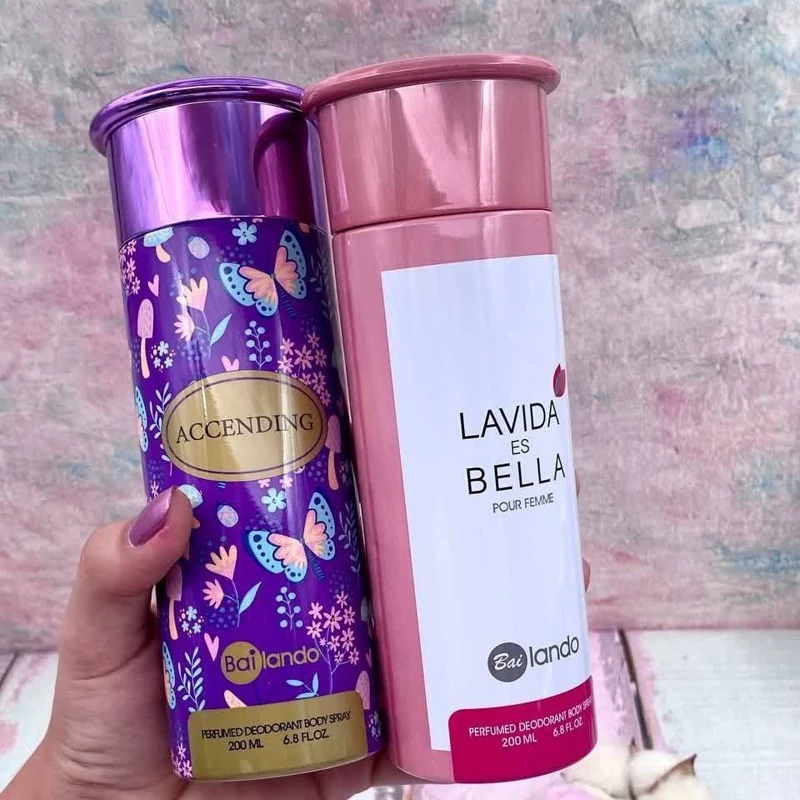 ACCENDING
Bailando
PERFUMED DEODORANT BODY SPRAY
200 ML 6.8 FL.OZ.
LAVIDA
ES
BELLA
POUR FEMME
Bailando
PERFUMED DEODORANT BODY SPRAY
200 ML 6.8 FL.OZ.